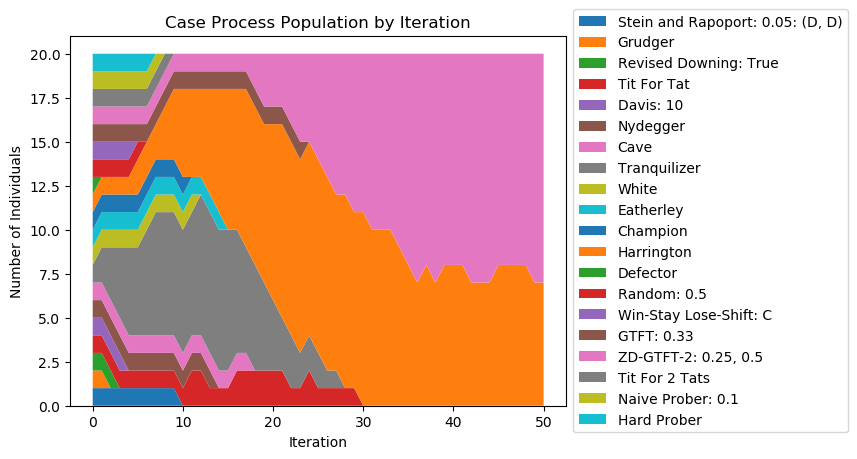 Case Process Population by Iteration
Number of Individuals
20.0
17.5
15.0
12.5
10.0
7.5
5.0
2.5
0.0
0
10
20
30
40
50
Iteration
Stein and Rapoport: 0.05: (D, D)
Grudger
Revised Downing: True
Tit For Tat
Davis: 10
Nydegger
Cave
Tranquilizer
White
Eatherley
Champion
Harrington
Defector
Random: 0.5
Win-Stay Lose-Shift: C
GTFT: 0.33
ZD-GTFT-2: 0.25, 0.5
Tit For 2 Tats
Naive Prober: 0.1
Hard Prober